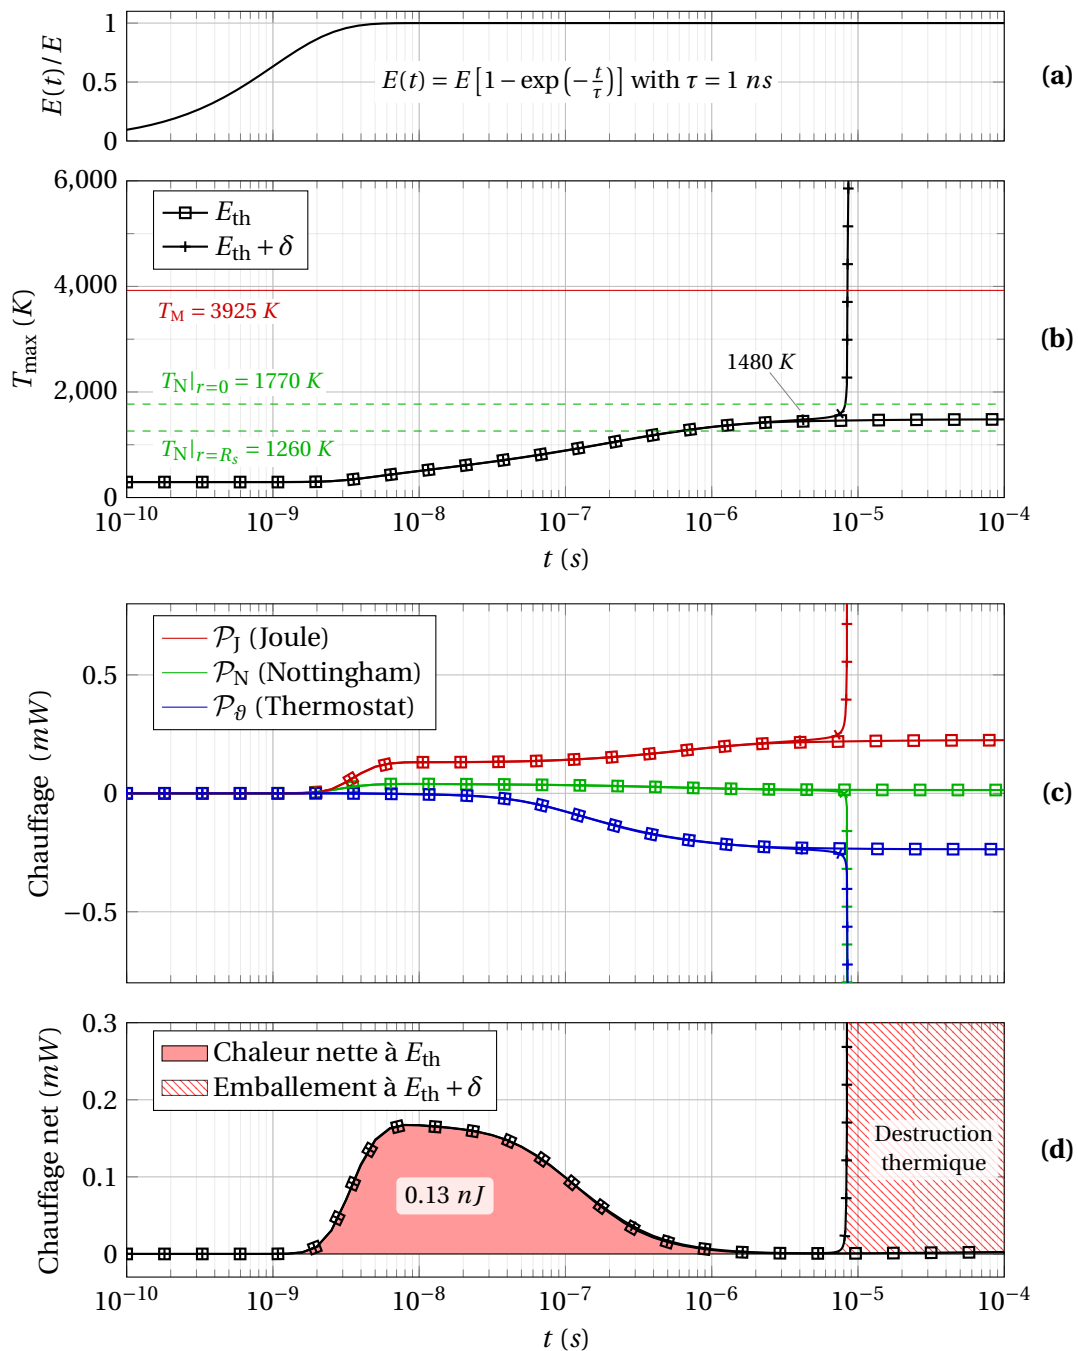 1
0.5
0
E(t)/E
E(t) = E [1 − exp (−t/τ)] with τ = 1 ns
(a)
6,000
4,000
2,000
0
T_max (K)
E_th
E_th + δ
T_M = 3925 K
1480 K
T_N|_{r=0} = 1770 K
T_N|_{r=R_s} = 1260 K
(b)
10^−10
10^−9
10^−8
10^−7
10^−6
10^−5
10^−4
t (s)
0.5
0
−0.5
Chauffage (mW)
P_J (Joule)
P_N (Nottingham)
P_ϑ (Thermostat)
(c)
0.3
0.2
0.1
0
Chauffage net (mW)
Chaleur nette à E_th
Emballement à E_th + δ
0.13 nJ
Destruction
thermique
(d)
10^−10
10^−9
10^−8
10^−7
10^−6
10^−5
10^−4
t (s)